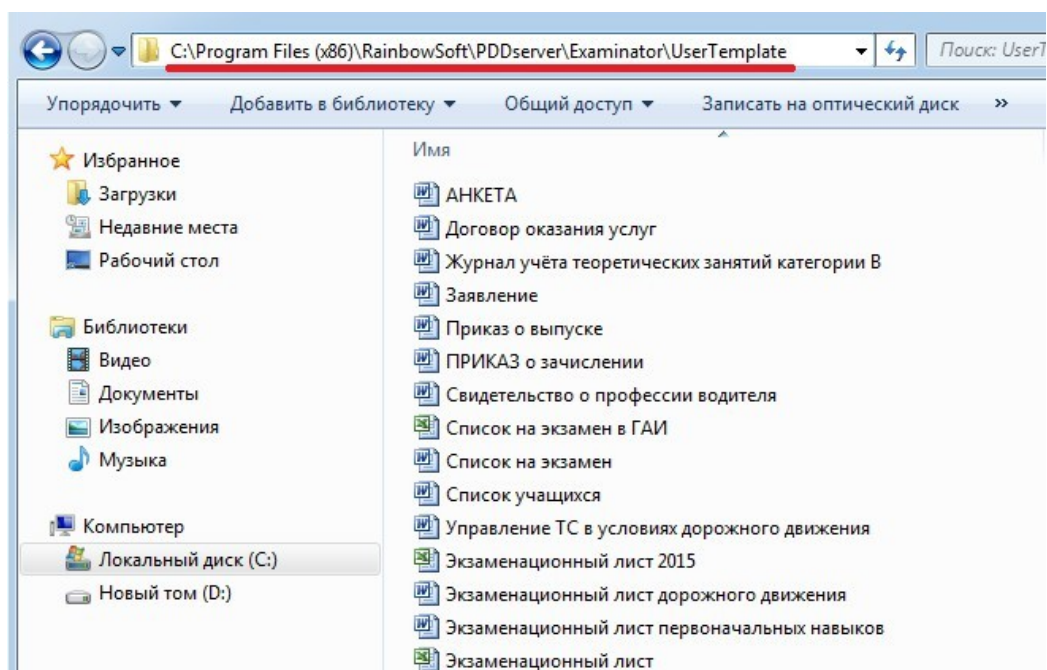 C:\Program Files (x86)\RainbowSoft\PDDserver\Examinator\UserTemplate
Поиск: UserT
Упорядочить
Добавить в библиотеку
Общий доступ
Записать на оптический диск
»
Избранное
Загрузки
Недавние места
Рабочий стол
Библиотеки
Видео
Документы
Изображения
Музыка
Компьютер
Локальный диск (C:)
Новый том (D:)
Имя
АНКЕТА
Договор оказания услуг
Журнал учёта теоретических занятий категории В
Заявление
Приказ о выпуске
ПРИКАЗ о зачислении
Свидетельство о профессии водителя
Список на экзамен в ГАИ
Список на экзамен
Список учащихся
Управление ТС в условиях дорожного движения
Экзаменационный лист 2015
Экзаменационный лист дорожного движения
Экзаменационный лист первоначальных навыков
Экзаменационный лист